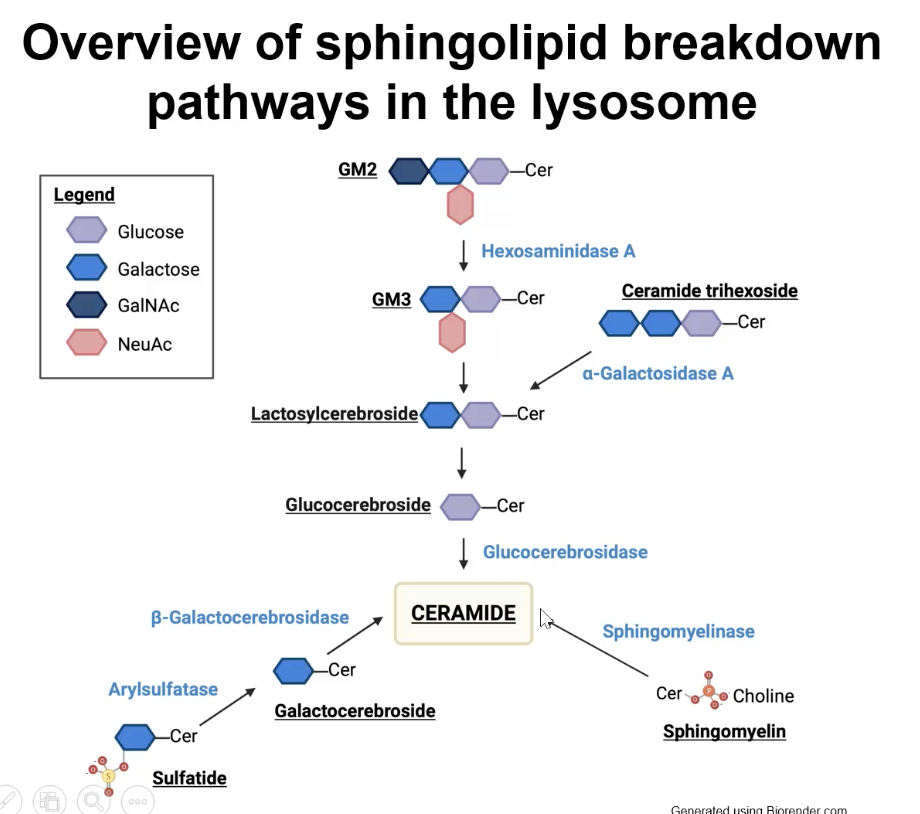 Overview of sphingolipid breakdown
pathways in the lysosome
Legend
Glucose
Galactose
GalNAc
NeuAc
GM2
Cer
Hexosaminidase A
GM3
Cer
Ceramide trihexoside
Cer
α-Galactosidase A
Lactosylcerebroside
Cer
Glucocerebroside
Cer
Glucocerebrosidase
CERAMIDE
β-Galactocerebrosidase
Sphingomyelinase
Cer
Galactocerebroside
Arylsulfatase
Cer
O
O
S
O
O
Sulfatide
Cer
O
O
P
O
O
Choline
Sphingomyelin
Generated using Biorender.com